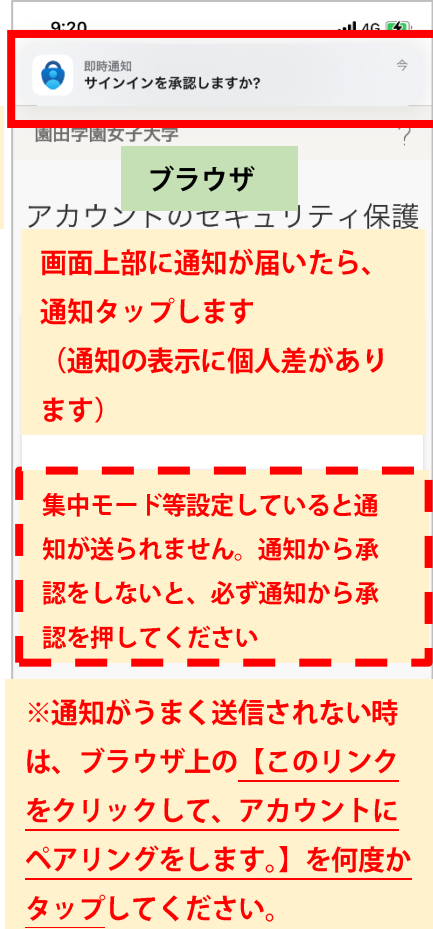 9:20
4G
即時通知
今
サインインを承認しますか?
園田学園女子大学
?
ブラウザ
アカウントのセキュリティ保護
画面上部に通知が届いたら、
通知タップします
（通知の表示に個人差があり
ます）
集中モード等設定していると通
知が送られません。通知から承
認をしないと、必ず通知から承
認を押してください
※通知がうまく送信されない時
は、ブラウザ上の【このリンク
をクリックして、アカウントに
ペアリングをします。】を何度か
タップしてください。